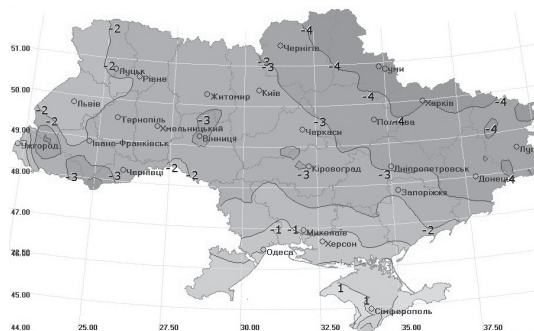 -2
-4
51.00
Чернігів
-3
-3
-4
Суми
-2
Луцьк
Рівне
Київ
50.00
Житомир
-4
Харків
-4
Львів
-2
-2
Тернопіль
Хмельницький
-3
Вінниця
-3
Черкаси
-4
Полтава
-4
49.00
Ужгород
Івано-Франківськ
48.00
-3
-3
Чернівці
-2
-2
-3
Кіровоград
-3
Дніпропетровськ
Донецьк
-4
Запоріжжя
47.00
-1
-1
Миколаїв
-2
Херсон
Одеса
45.00
1
1
Сімферополь
44.00
25.00
27.50
30.00
32.50
35.00
37.50